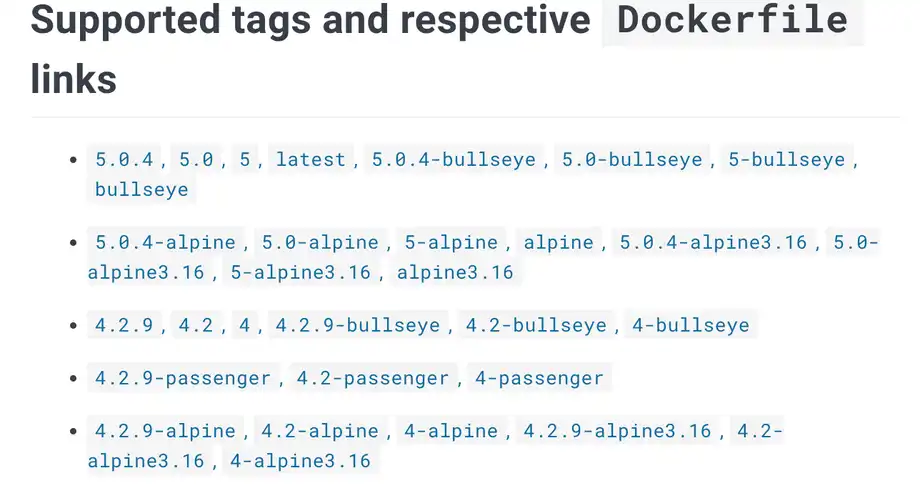 Supported tags and respective Dockerfile
links
• 5.0.4, 5.0, 5, latest, 5.0.4-bullseye, 5.0-bullseye, 5-bullseye,
bullseye
• 5.0.4-alpine, 5.0-alpine, 5-alpine, alpine, 5.0.4-alpine3.16, 5.0-
alpine3.16, 5-alpine3.16, alpine3.16
• 4.2.9, 4.2, 4, 4.2.9-bullseye, 4.2-bullseye, 4-bullseye
• 4.2.9-passenger, 4.2-passenger, 4-passenger
• 4.2.9-alpine, 4.2-alpine, 4-alpine, 4.2.9-alpine3.16, 4.2-
alpine3.16, 4-alpine3.16